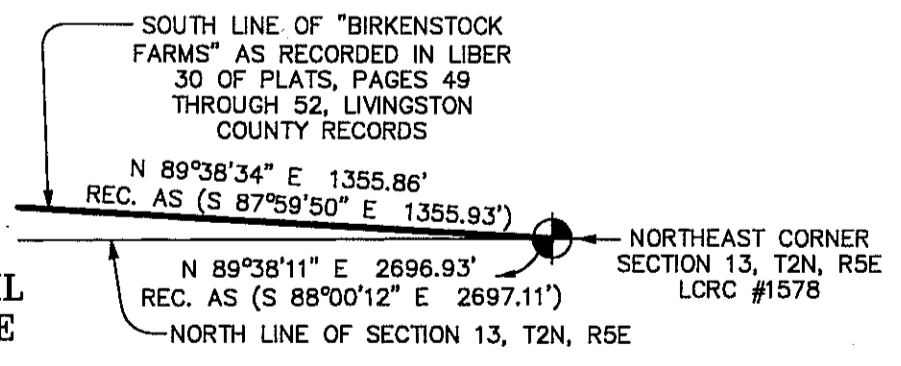 SOUTH LINE OF "BIRKENSTOCK
FARMS" AS RECORDED IN LIBER
30 OF PLATS, PAGES 49
THROUGH 52, LIVINGSTON
COUNTY RECORDS
N 89°38'34" E 1355.86'
REC. AS (S 87°59'50" E 1355.93')
NORTHEAST CORNER
SECTION 13, T2N, R5E
LCRC #1578
N 89°38'11" E 2696.93'
REC. AS (S 88°00'12" E 2697.11')
NORTH LINE OF SECTION 13, T2N, R5E
IL
E